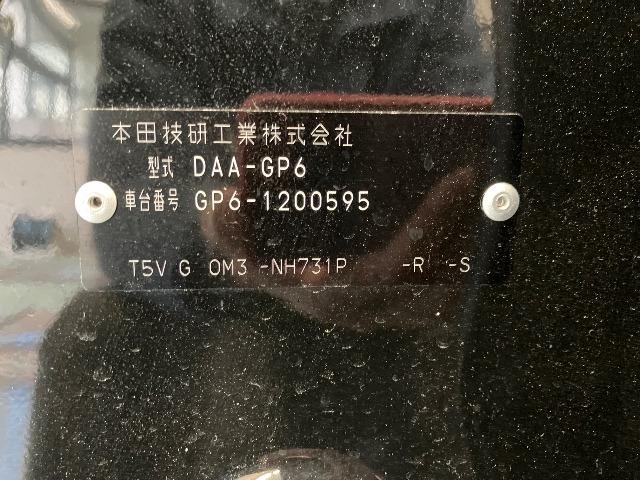 本田技研工業株式会社
型式 DAA-GP6
車台番号 GP6-1200595
T5V G 0M3 -NH731P -R -S